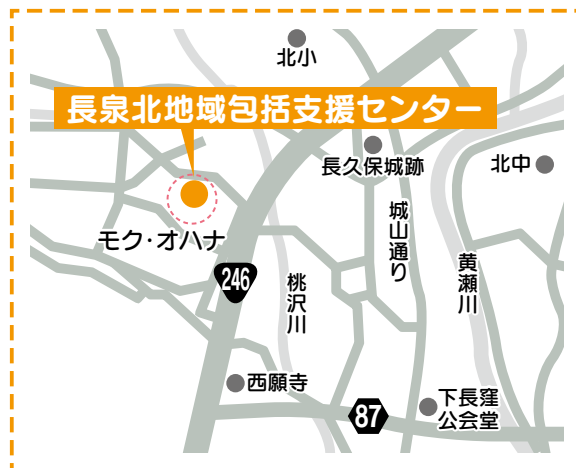 北小
長泉北地域包括支援センター
長久保城跡
北中
モク・オハナ
城山通り
246
桃沢川
黄瀬川
西願寺
87
下長窪
公会堂